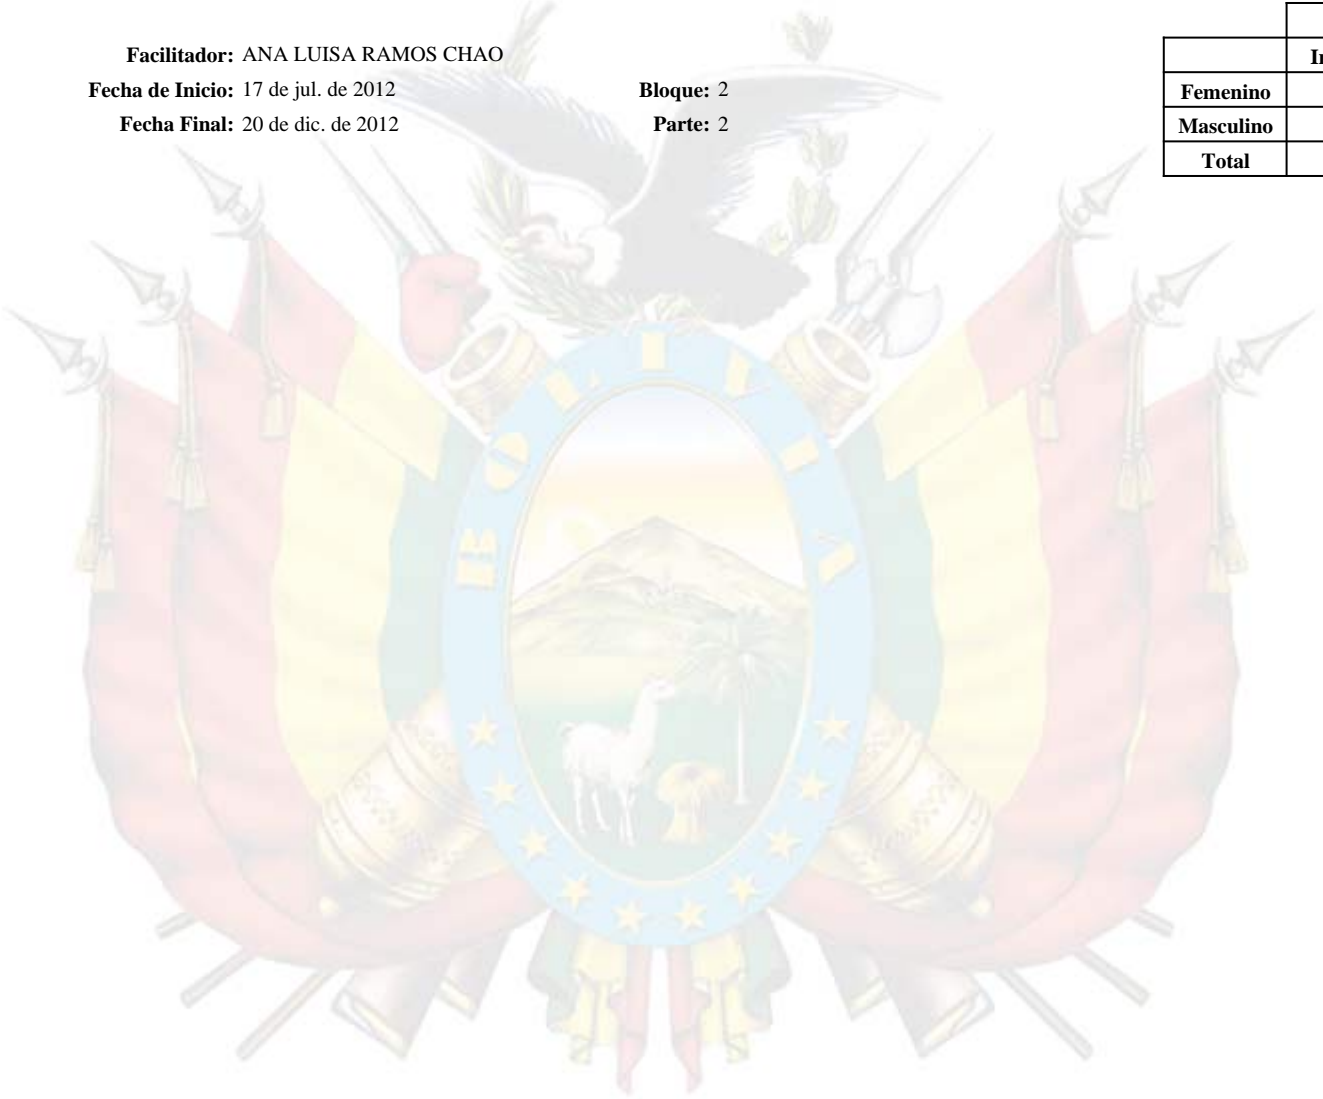 Facilitador: ANA LUISA RAMOS CHAO
Fecha de Inicio: 17 de jul. de 2012 Bloque: 2
Fecha Final: 20 de dic. de 2012 Parte: 2
Femenino
Masculino
Total
BOLIVIA